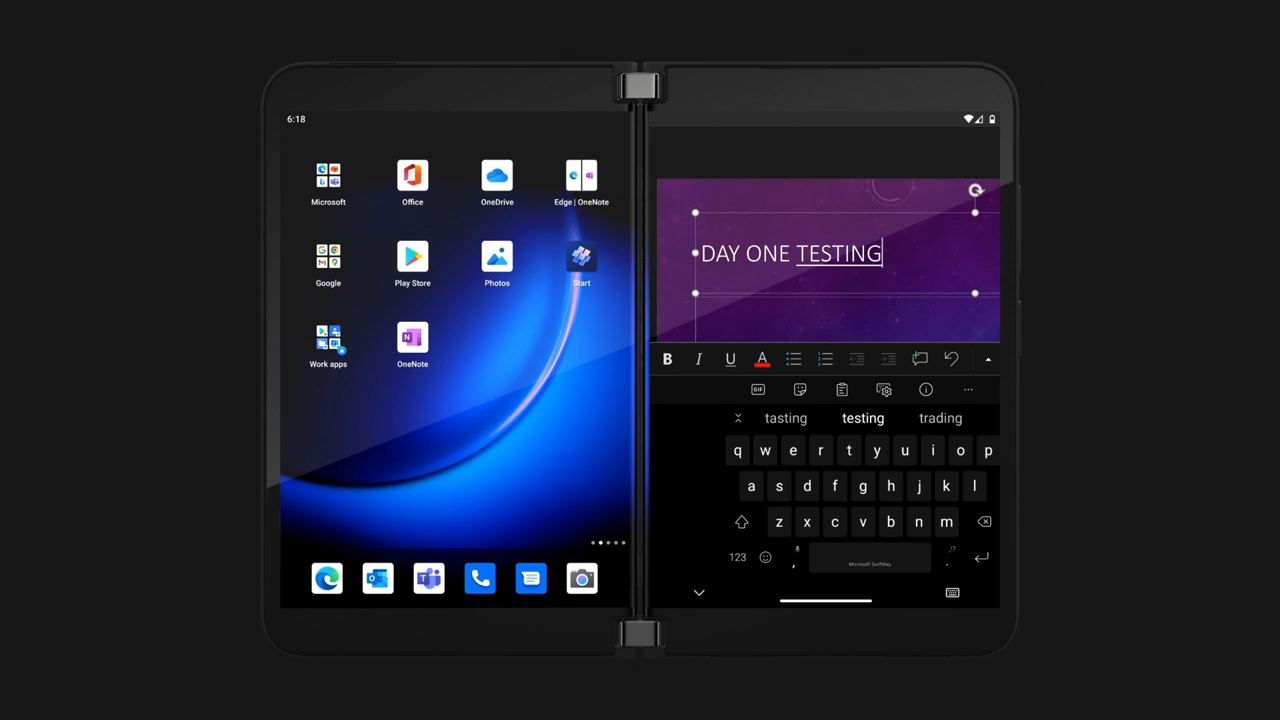 6:18
Microsoft
Office
OneDrive
Edge | OneNote
Google
Play Store
Photos
Start
Work apps
OneNote
DAY ONE TESTING
B I U A
GIF
tasting testing trading
q w e r t y u i o p
a s d f g h j k l
z x c v b n m
123 , Microsoft SwiftKey .